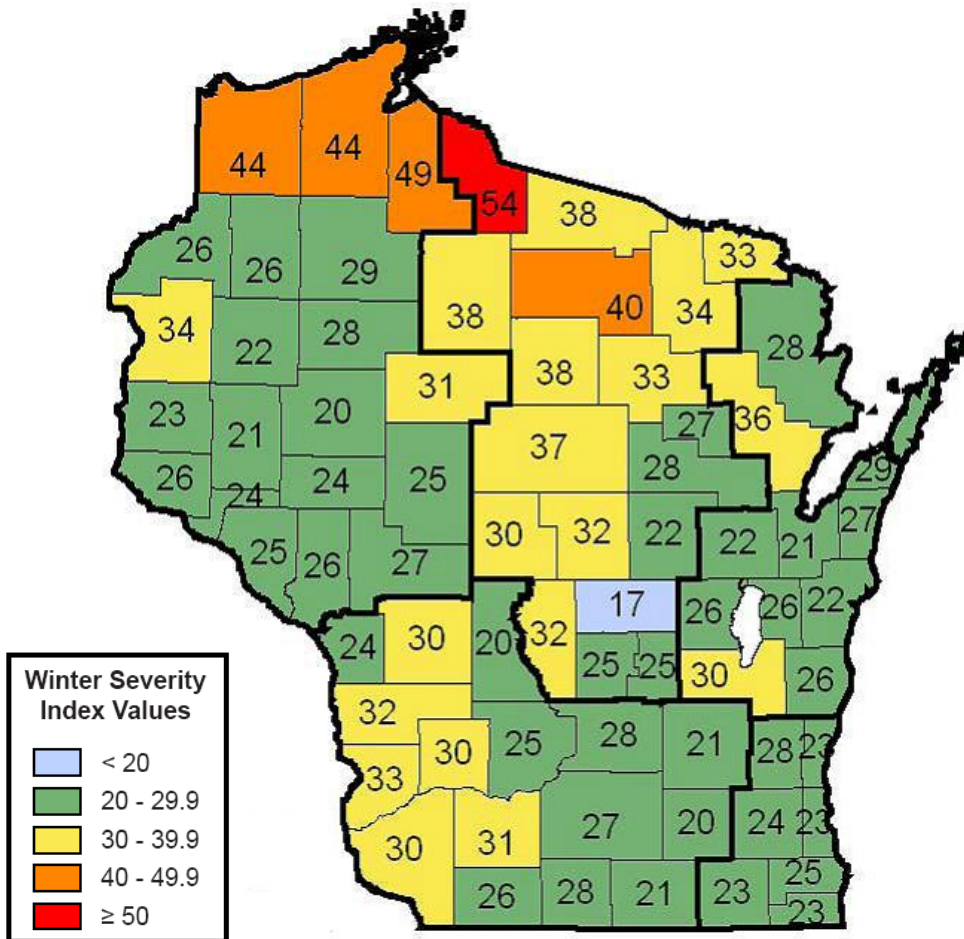 44 44 49 54 38 33
26 26 29 38 40 34
34 22 28 28
31 38 33 36
23 21 20 37 27
26 24 24 25 28 29
25 26 27 30 32 22 22 21 27
24 30 20 32 17 26 26 22
25 25 30 26
32 30 25 28 21 28 23
33
30 31 27 20 24 23
26 28 21 23 25
23
Winter Severity
Index Values
< 20
20 - 29.9
30 - 39.9
40 - 49.9
≥ 50